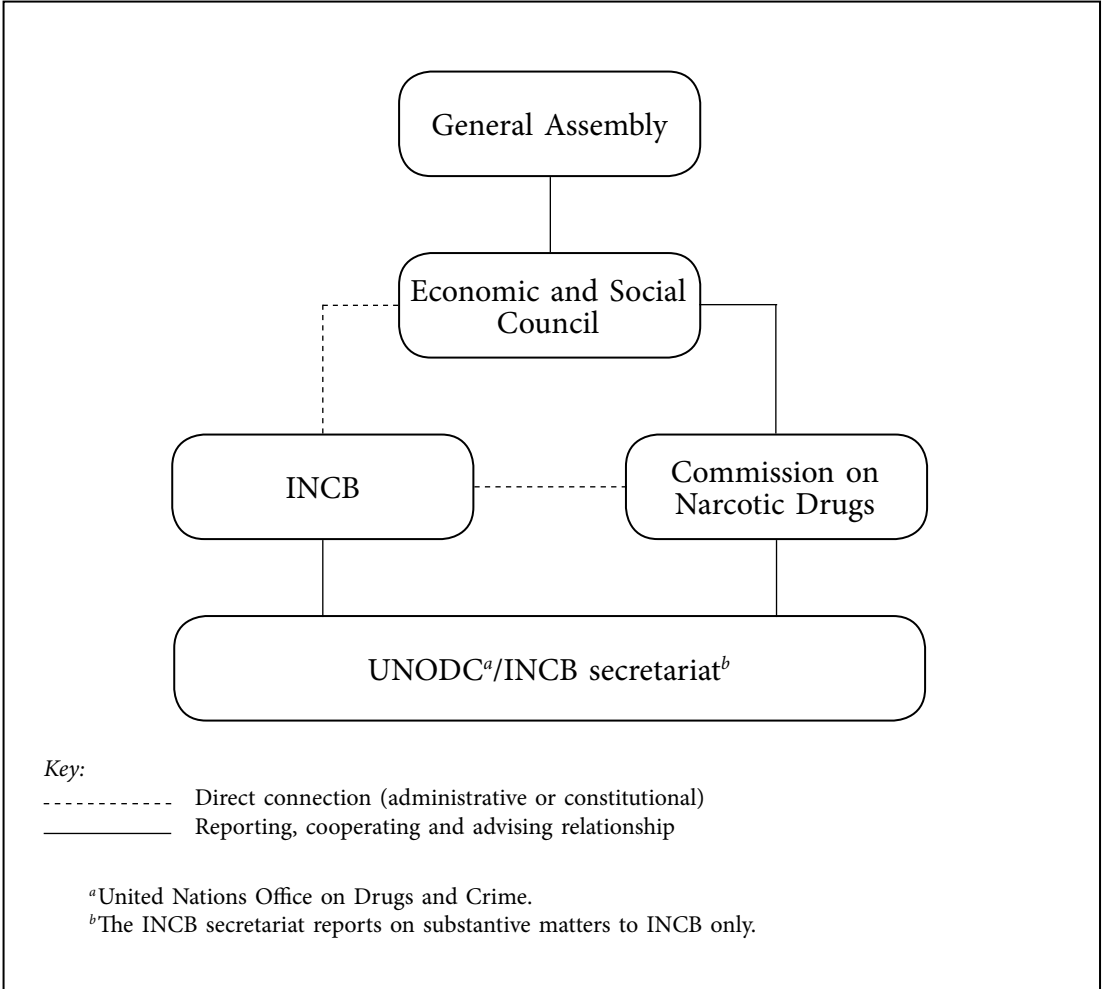 General Assembly
Economic and Social
Council
INCB
Commission on
Narcotic Drugs
UNODCa/INCB secretariatb
Key:
Direct connection (administrative or constitutional)
Reporting, cooperating and advising relationship
aUnited Nations Office on Drugs and Crime.
bThe INCB secretariat reports on substantive matters to INCB only.